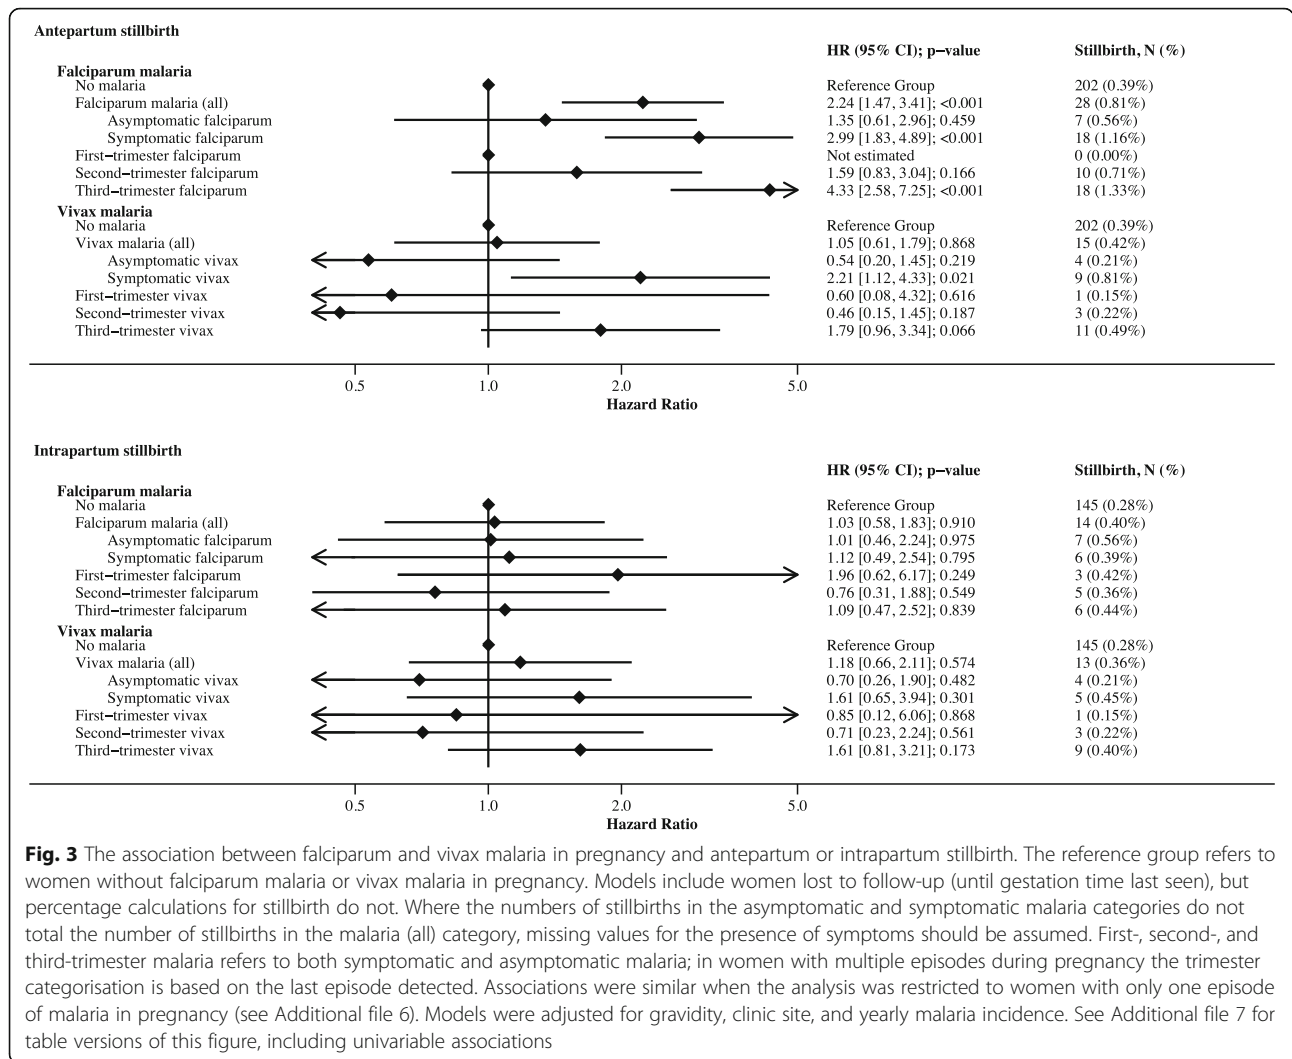 Antepartum stillbirth
HR (95% CI); p−value Stillbirth, N (%)
Falciparum malaria
No malaria Reference Group 202 (0.39%)
Falciparum malaria (all) 2.24 [1.47, 3.41]; <0.001 28 (0.81%)
Asymptomatic falciparum 1.35 [0.61, 2.96]; 0.459 7 (0.56%)
Symptomatic falciparum 2.99 [1.83, 4.89]; <0.001 18 (1.16%)
First−trimester falciparum Not estimated 0 (0.00%)
Second−trimester falciparum 1.59 [0.83, 3.04]; 0.166 10 (0.71%)
Third−trimester falciparum 4.33 [2.58, 7.25]; <0.001 18 (1.33%)
Vivax malaria
No malaria Reference Group 202 (0.39%)
Vivax malaria (all) 1.05 [0.61, 1.79]; 0.868 15 (0.42%)
Asymptomatic vivax 0.54 [0.20, 1.45]; 0.219 4 (0.21%)
Symptomatic vivax 2.21 [1.12, 4.33]; 0.021 9 (0.81%)
First−trimester vivax 0.60 [0.08, 4.32]; 0.616 1 (0.15%)
Second−trimester vivax 0.46 [0.15, 1.45]; 0.187 3 (0.22%)
Third−trimester vivax 1.79 [0.96, 3.34]; 0.066 11 (0.49%)
0.5 1.0 2.0 5.0
Hazard Ratio
Intrapartum stillbirth
HR (95% CI); p−value Stillbirth, N (%)
Falciparum malaria
No malaria Reference Group 145 (0.28%)
Falciparum malaria (all) 1.03 [0.58, 1.83]; 0.910 14 (0.40%)
Asymptomatic falciparum 1.01 [0.46, 2.24]; 0.975 7 (0.56%)
Symptomatic falciparum 1.12 [0.49, 2.54]; 0.795 6 (0.39%)
First−trimester falciparum 1.96 [0.62, 6.17]; 0.249 3 (0.42%)
Second−trimester falciparum 0.76 [0.31, 1.88]; 0.549 5 (0.36%)
Third−trimester falciparum 1.09 [0.47, 2.52]; 0.839 6 (0.44%)
Vivax malaria
No malaria Reference Group 145 (0.28%)
Vivax malaria (all) 1.18 [0.66, 2.11]; 0.574 13 (0.36%)
Asymptomatic vivax 0.70 [0.26, 1.90]; 0.482 4 (0.21%)
Symptomatic vivax 1.61 [0.65, 3.94]; 0.301 5 (0.45%)
First−trimester vivax 0.85 [0.12, 6.06]; 0.868 1 (0.15%)
Second−trimester vivax 0.71 [0.23, 2.24]; 0.561 3 (0.22%)
Third−trimester vivax 1.61 [0.81, 3.21]; 0.173 9 (0.40%)
0.5 1.0 2.0 5.0
Hazard Ratio
Fig. 3 The association between falciparum and vivax malaria in pregnancy and antepartum or intrapartum stillbirth. The reference group refers to
women without falciparum malaria or vivax malaria in pregnancy. Models include women lost to follow-up (until gestation time last seen), but
percentage calculations for stillbirth do not. Where the numbers of stillbirths in the asymptomatic and symptomatic malaria categories do not
total the number of stillbirths in the malaria (all) category, missing values for the presence of symptoms should be assumed. First-, second-, and
third-trimester malaria refers to both symptomatic and asymptomatic malaria; in women with multiple episodes during pregnancy the trimester
categorisation is based on the last episode detected. Associations were similar when the analysis was restricted to women with only one episode
of malaria in pregnancy (see Additional file 6). Models were adjusted for gravidity, clinic site, and yearly malaria incidence. See Additional file 7 for
table versions of this figure, including univariable associations